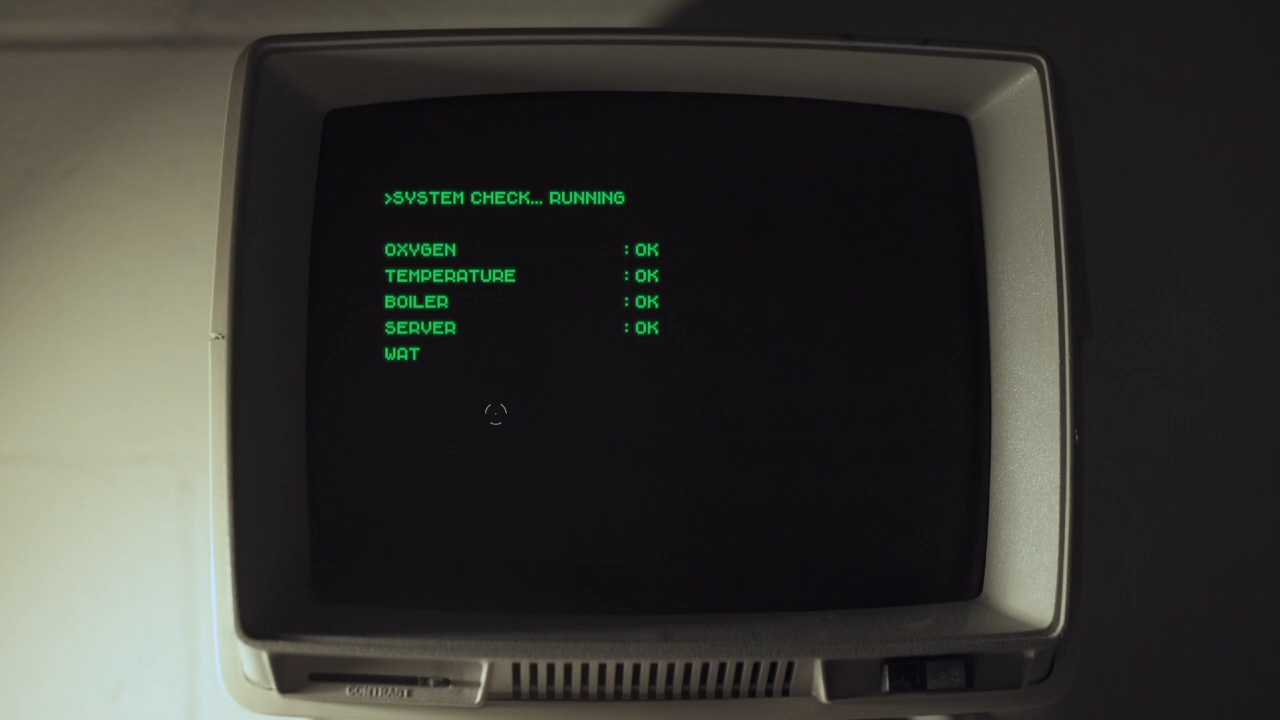 >SYSTEM CHECK... RUNNING
OXYGEN : OK
TEMPERATURE : OK
BOILER : OK
SERVER : OK
WAT
CONTRAST